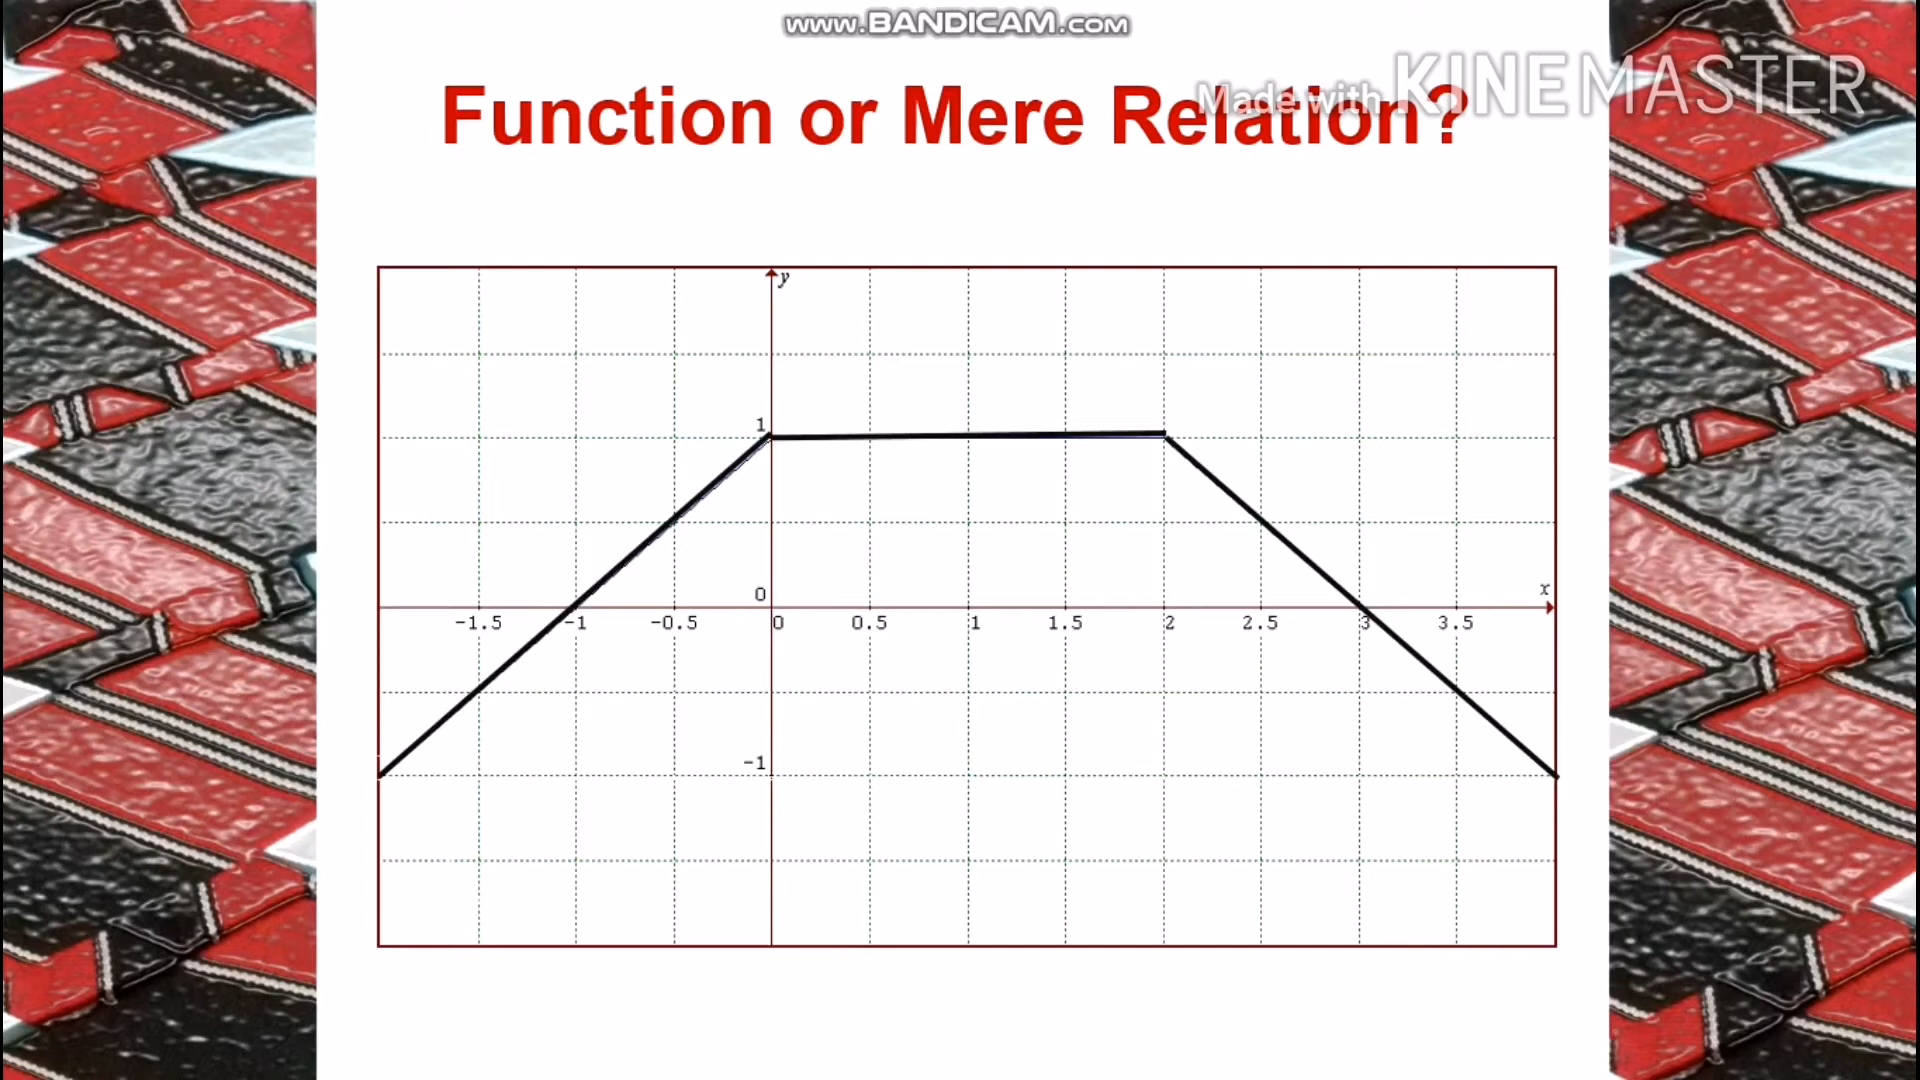 www.BANDICAM.com
Made with KINEMASTER
Function or Mere Relation?
y
1
0
x
-1.5 -1 -0.5 0 0.5 1 1.5 2 2.5 3 3.5
-1